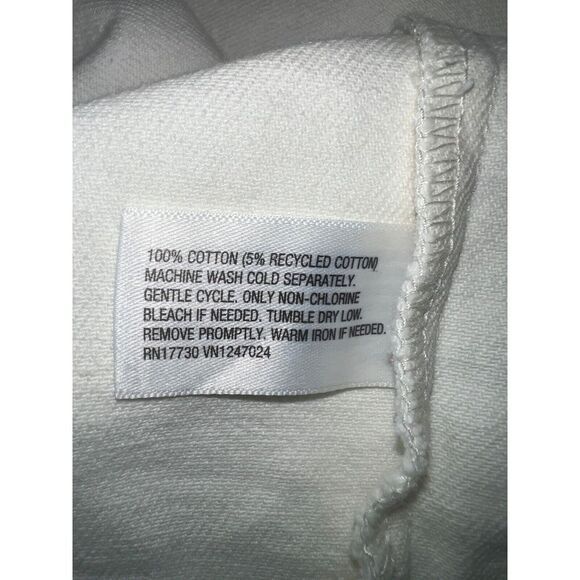 100% COTTON (5% RECYCLED COTTON)
MACHINE WASH COLD SEPARATELY.
GENTLE CYCLE, ONLY NON-CHLORINE
BLEACH IF NEEDED. TUMBLE DRY LOW.
REMOVE PROMPTLY. WARM IRON IF NEEDED.
RN17730 VN1247024